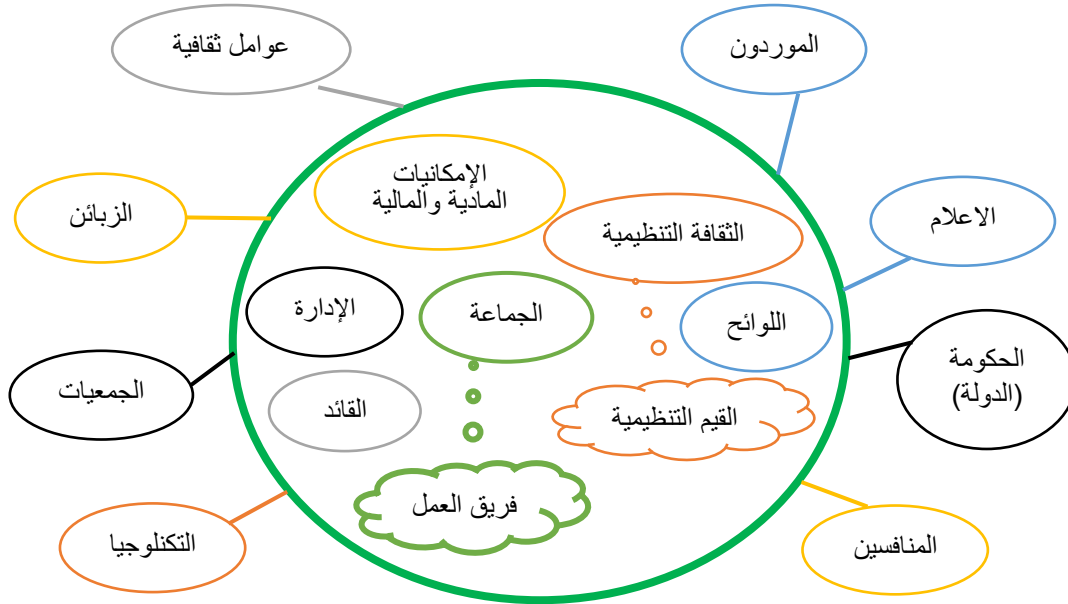 الموردون
عوامل ثقافية
الإمكانيات
المادية والمالية
الاعلام
الزبائن
الثقافة التنظيمية
الإدارة
الجماعة
اللوائح
الحكومة
(الدولة)
الجمعيات
القائد
القيم التنظيمية
فريق العمل
المنافسين
التكنلوجيا